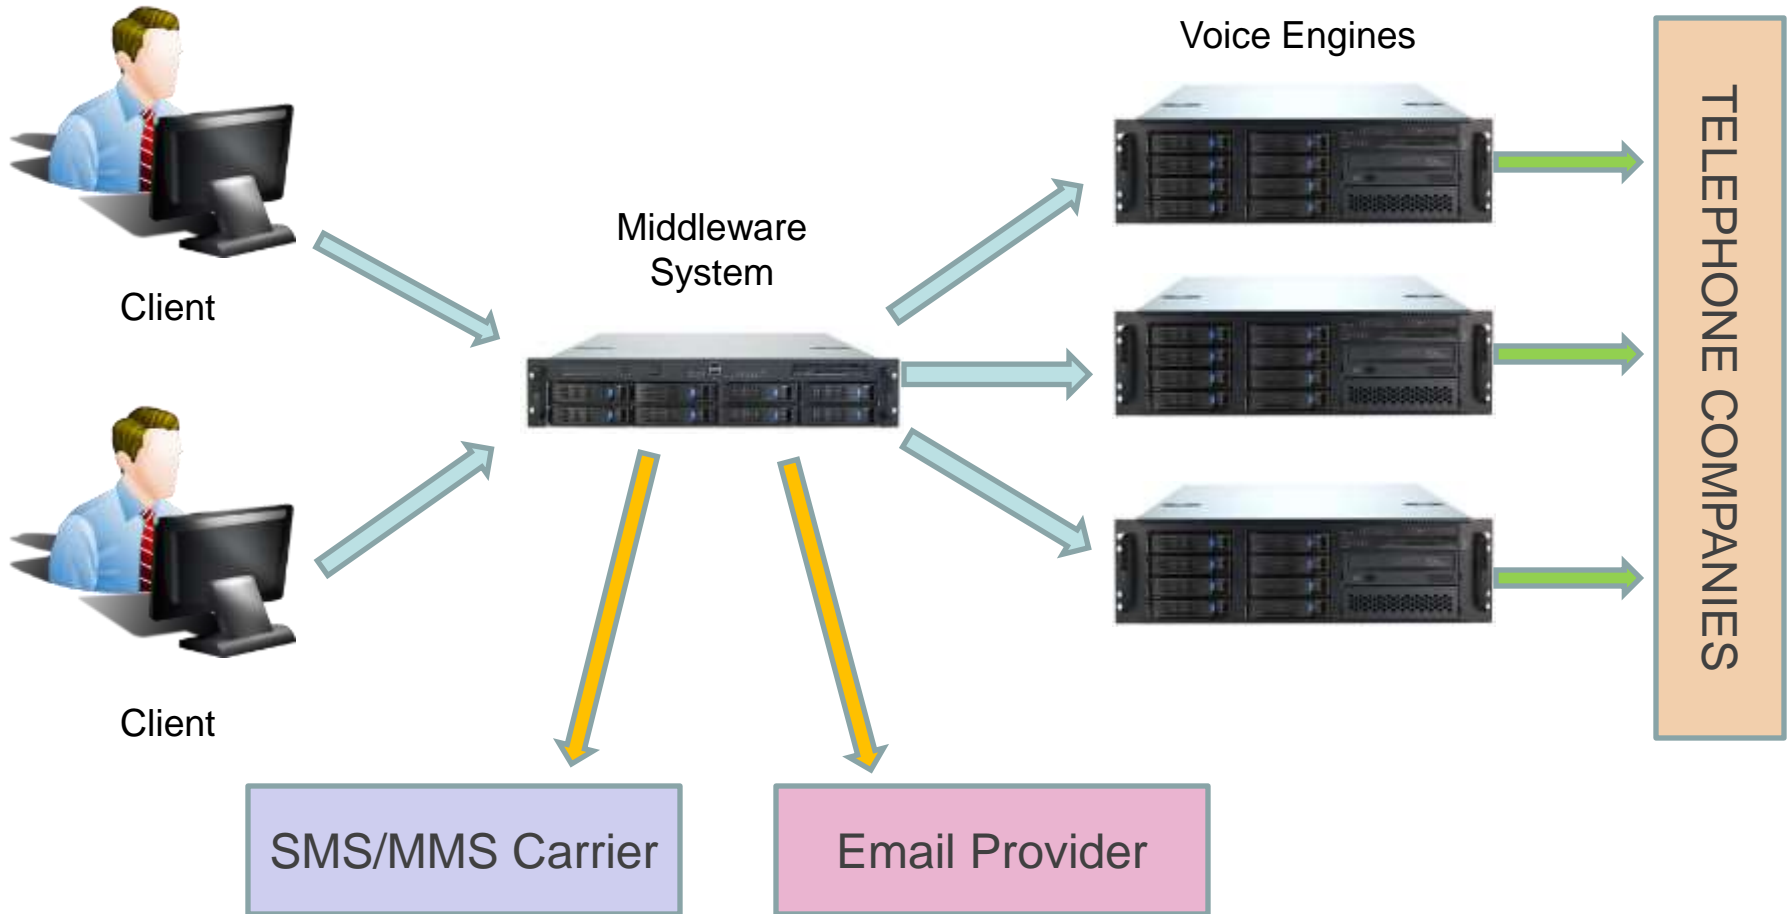 Voice Engines
TELEPHONE COMPANIES
Middleware
System
Client
Client
SMS/MMS Carrier
Email Provider